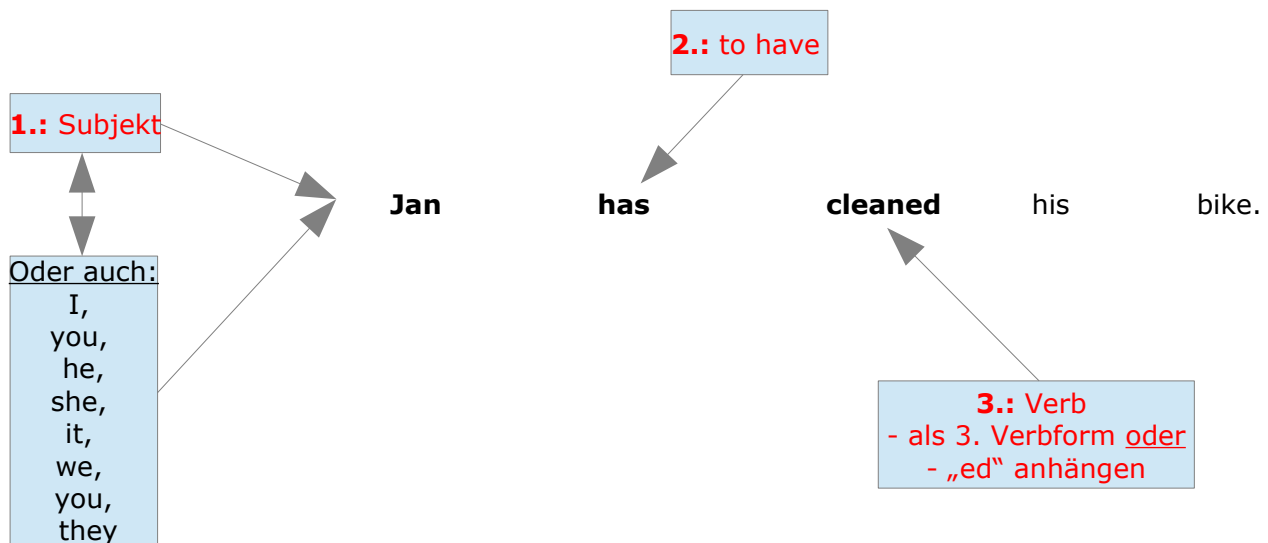 2.: to have
1.: Subjekt
Jan has cleaned his bike.
Oder auch:
I,
you,
he,
she,
it,
we,
you,
they
3.: Verb
- als 3. Verbform oder
- „ed“ anhängen